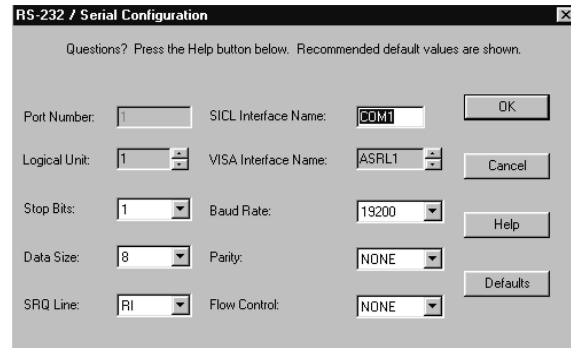 RS-232 / Serial Configuration
Questions? Press the Help button below. Recommended default values are shown.
Port Number: 1 SICL Interface Name: COM1 OK
Logical Unit: 1 VISA Interface Name: ASRL1 Cancel
Stop Bits: 1 Baud Rate: 19200 Help
Data Size: 8 Parity: NONE Defaults
SRQ Line: RI Flow Control: NONE